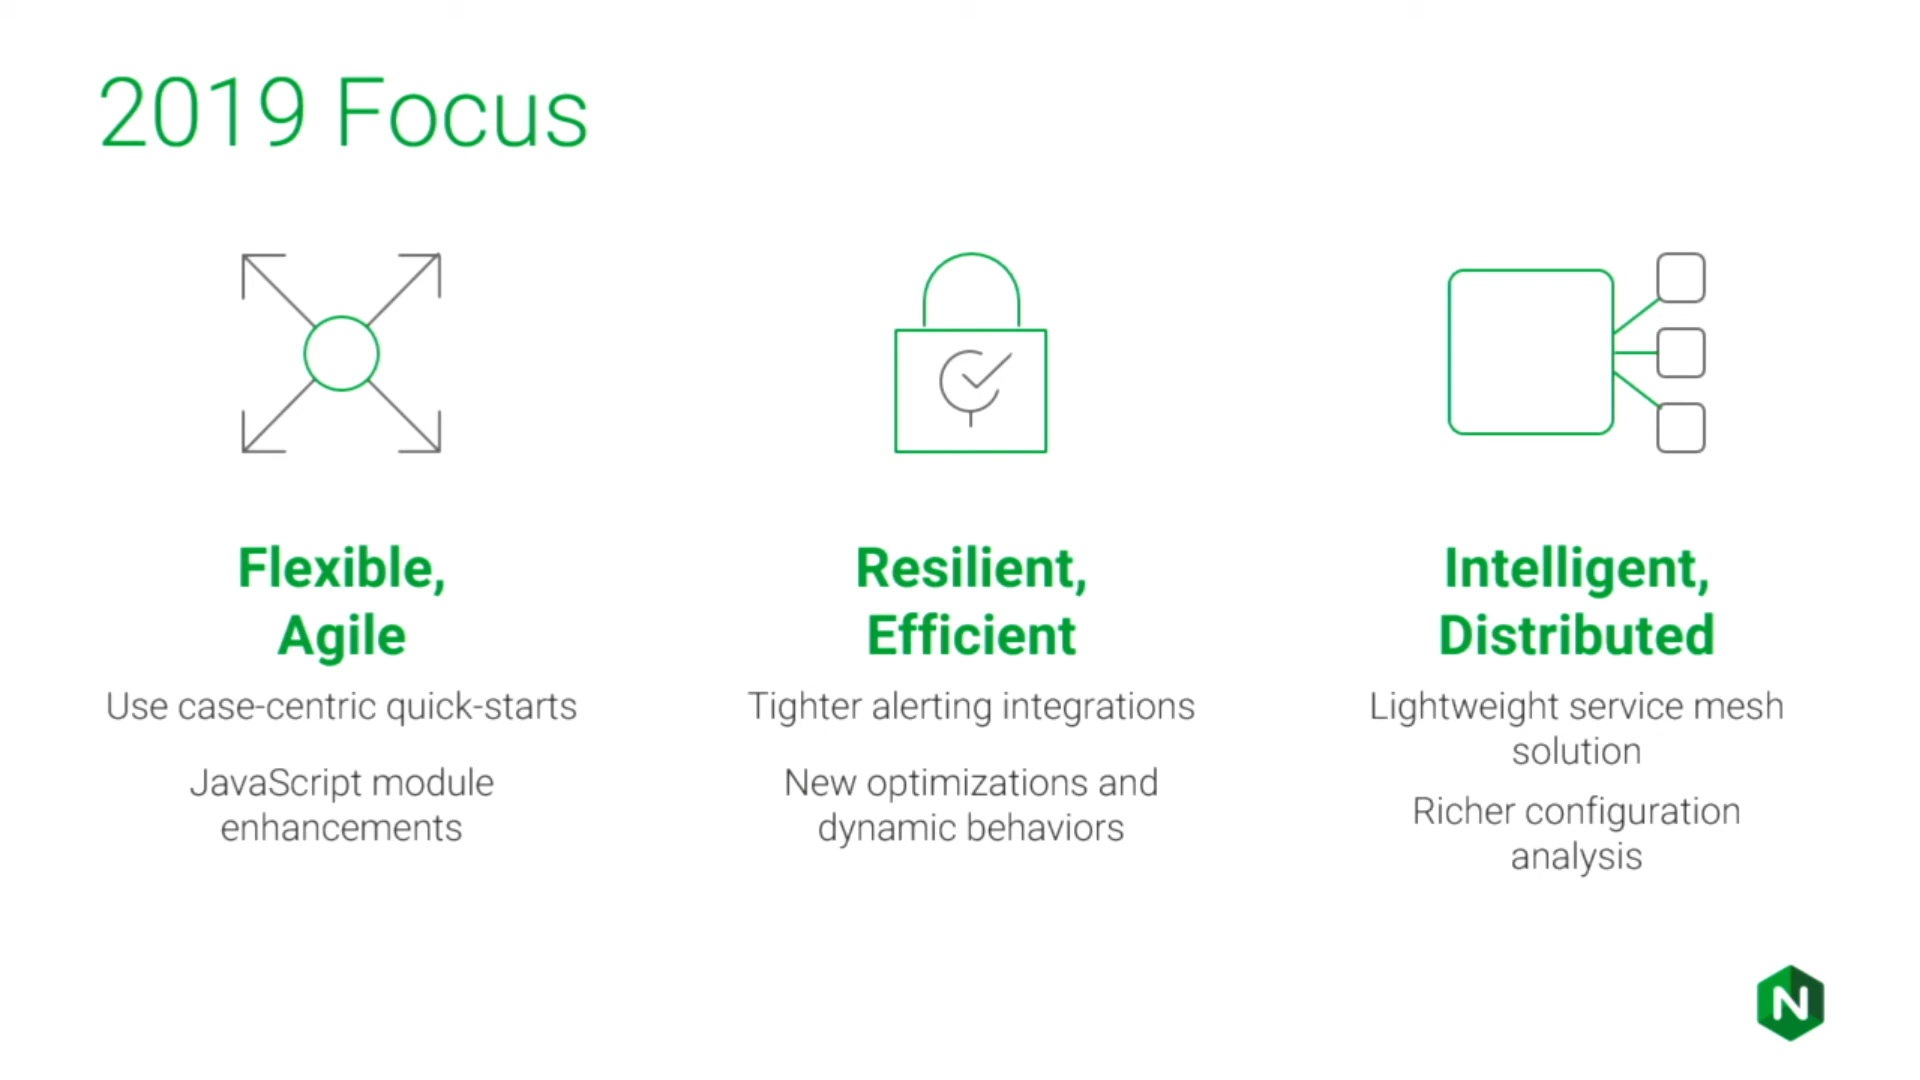 2019 Focus
Flexible,
Agile
Use case-centric quick-starts
JavaScript module
enhancements
Resilient,
Efficient
Tighter alerting integrations
New optimizations and
dynamic behaviors
Intelligent,
Distributed
Lightweight service mesh
solution
Richer configuration
analysis
N